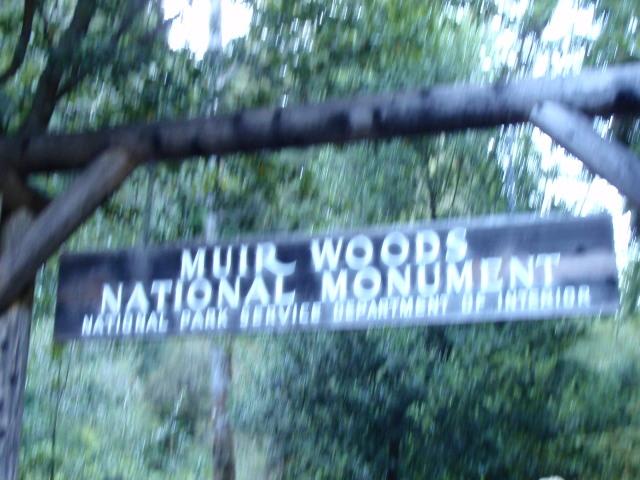 MUIR WOODS
NATIONAL MONUMENT
NATIONAL PARK SERVICE DEPARTMENT OF INTERIOR